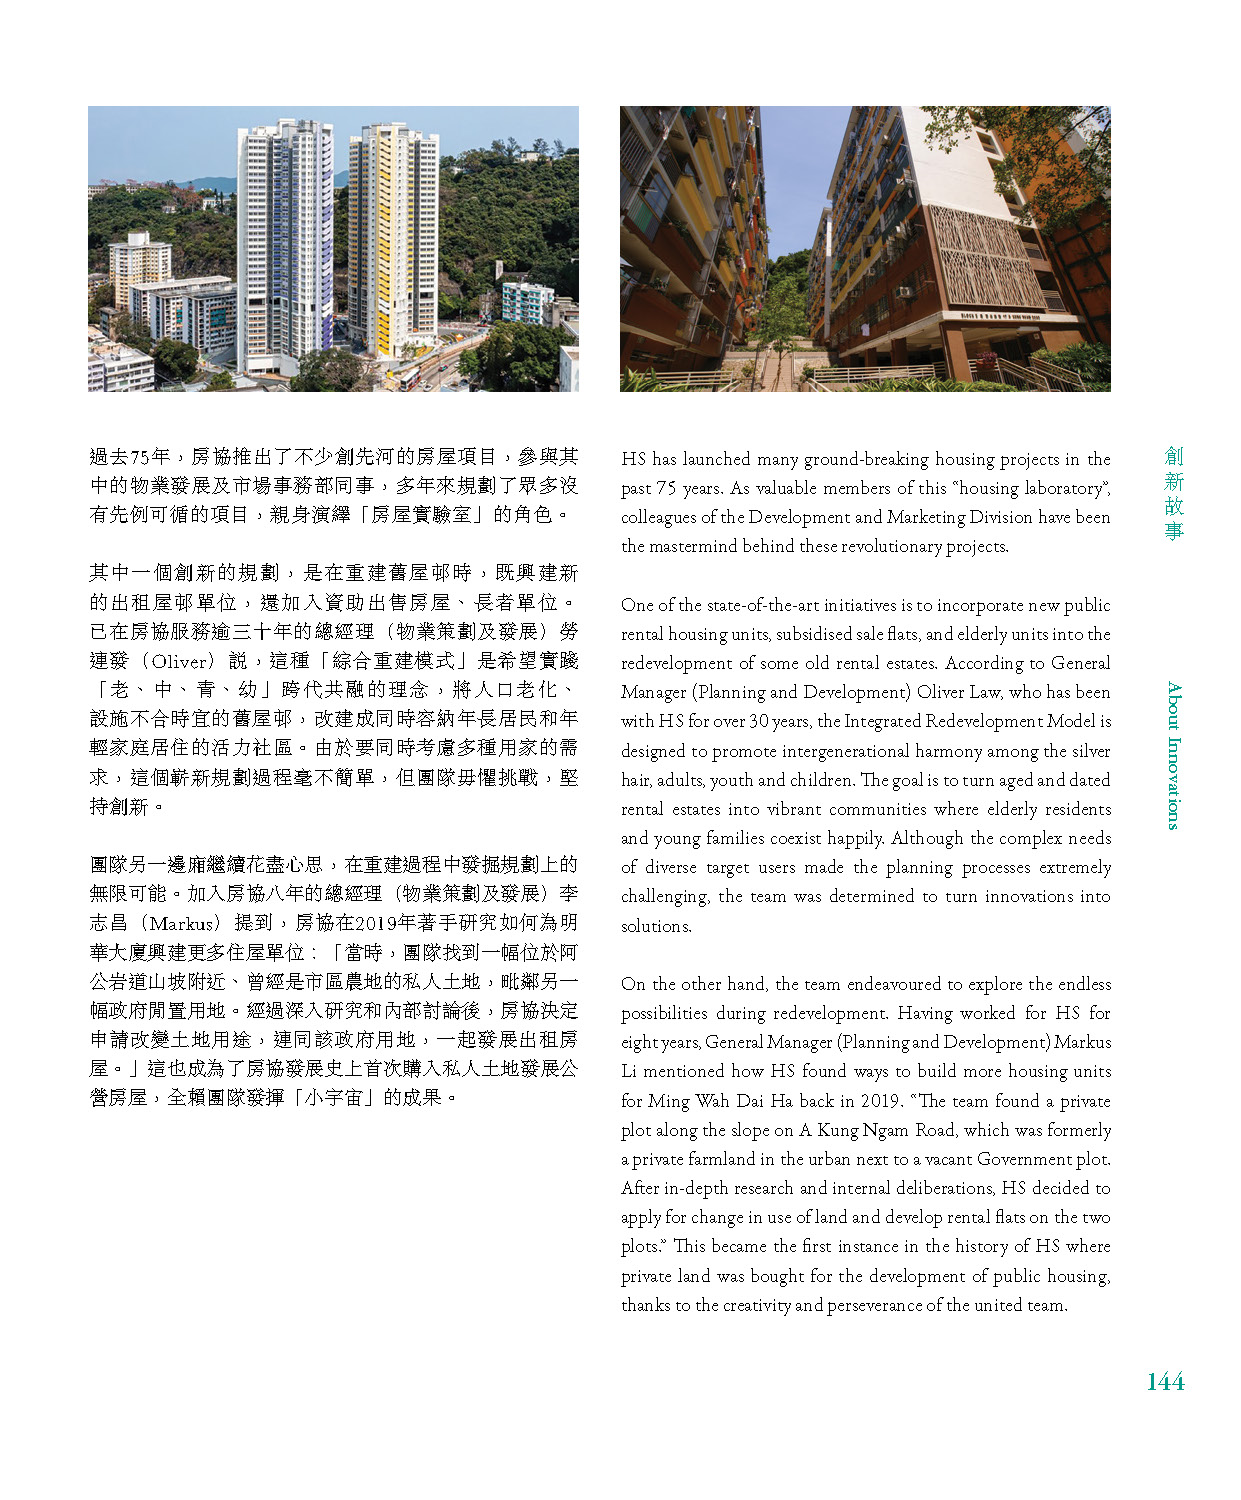 過去75年，房協推出了不少創先河的房屋項目，參與其
中的物業發展及市場事務部同事，多年來規劃了眾多沒
有先例可循的項目，親身演繹「房屋實驗室」的角色。
其中一個創新的規劃，是在重建舊屋邨時，既興建新
的出租屋邨單位，還加入資助出售房屋、長者單位。
已在房協服務逾三十年的總經理（物業策劃及發展）勞
連發（Oliver）説，這種「綜合重建模式」是希望實踐
「老、中、青、幼」跨代共融的理念，將人口老化、
設施不合時宜的舊屋邨，改建成同時容納年長居民和年
輕家庭居住的活力社區。由於要同時考慮多種用家的需
求，這個嶄新規劃過程毫不簡單，但團隊毋懼挑戰，堅
持創新。
團隊另一邊廂繼續花盡心思，在重建過程中發掘規劃上的
無限可能。加入房協八年的總經理（物業策劃及發展）李
志昌（Markus）提到，房協在2019年著手研究如何為明
華大廈興建更多住屋單位：「當時，團隊找到一幅位於阿
公岩道山坡附近、曾經是市區農地的私人土地，毗鄰另一
幅政府閒置用地。經過深入研究和內部討論後，房協決定
申請改變土地用途，連同該政府用地，一起發展出租房
屋。」這也成為了房協發展史上首次購入私人土地發展公
營房屋，全賴團隊發揮「小宇宙」的成果。
HS has launched many ground-breaking housing projects in the
past 75 years. As valuable members of this “housing laboratory”,
colleagues of the Development and Marketing Division have been
the mastermind behind these revolutionary projects.
One of the state-of-the-art initiatives is to incorporate new public
rental housing units, subsidised sale flats, and elderly units into the
redevelopment of some old rental estates. According to General
Manager (Planning and Development) Oliver Law, who has been
with HS for over 30 years, the Integrated Redevelopment Model is
designed to promote intergenerational harmony among the silver
hair, adults, youth and children. The goal is to turn aged and dated
rental estates into vibrant communities where elderly residents
and young families coexist happily. Although the complex needs
of diverse target users made the planning processes extremely
challenging, the team was determined to turn innovations into
solutions.
On the other hand, the team endeavoured to explore the endless
possibilities during redevelopment. Having worked for HS for
eight years, General Manager (Planning and Development) Markus
Li mentioned how HS found ways to build more housing units
for Ming Wah Dai Ha back in 2019. “The team found a private
plot along the slope on A Kung Ngam Road, which was formerly
a private farmland in the urban next to a vacant Government plot.
After in-depth research and internal deliberations, HS decided to
apply for change in use of land and develop rental flats on the two
plots.” This became the first instance in the history of HS where
private land was bought for the development of public housing,
thanks to the creativity and perseverance of the united team.
創新故事
About Innovations
144